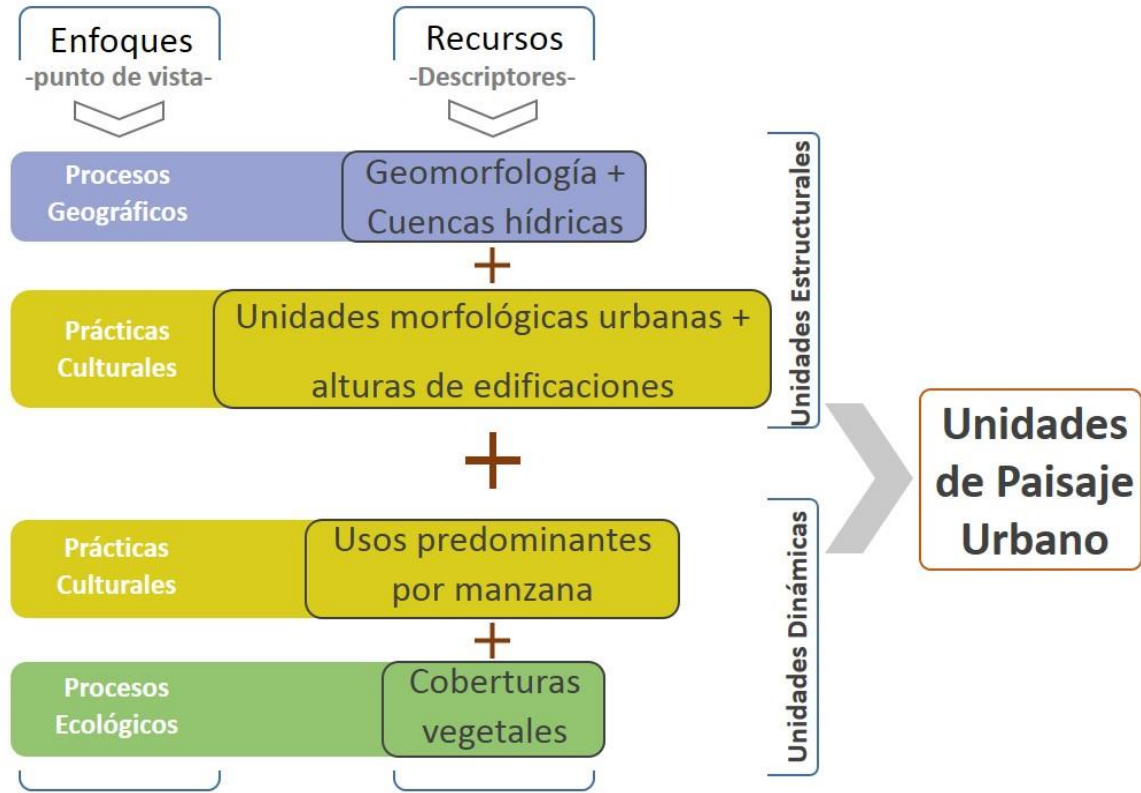 Enfoques
-punto de vista-
Recursos
-Descriptores-
Procesos
Geográficos
Geomorfología +
Cuencas hídricas
+
Prácticas
Culturales
Unidades morfológicas urbanas +
alturas de edificaciones
Unidades Estructurales
+
Prácticas
Culturales
Usos predominantes
por manzana
+
Procesos
Ecológicos
Coberturas
vegetales
Unidades Dinámicas
Unidades
de Paisaje
Urbano